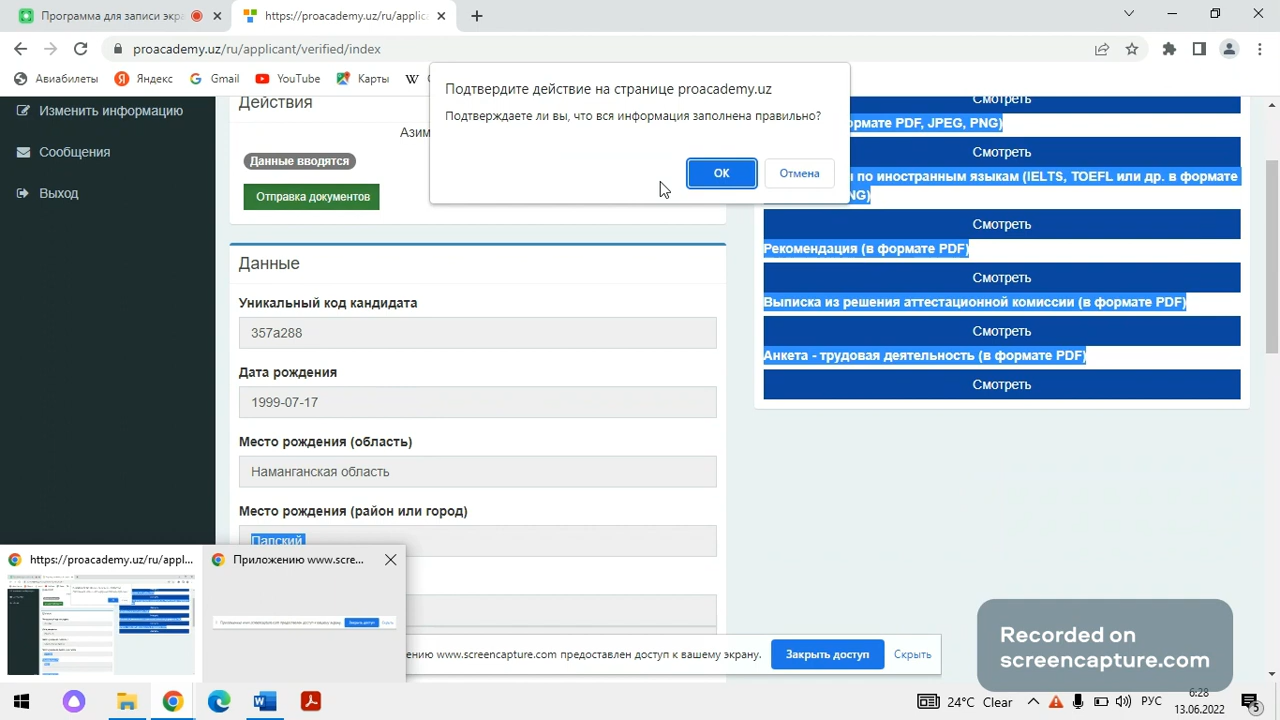 Программа для записи экра
https://proacademy.uz/ru/applica
proacademy.uz/ru/applicant/verified/index
Авиабилеты
Яндекс
Gmail
YouTube
Карты
Изменить информацию
Сообщения
Выход
Действия
Азим
Данные вводятся
Отправка документов
Подтвердите действие на странице proacademy.uz
Подтверждаете ли вы, что вся информация заполнена правильно?
ОК
Отмена
Смотреть
формате PDF, JPEG, PNG)
Смотреть
по иностранным языкам (IELTS, TOEFL или др. в формате
NG)
Смотреть
Рекомендация (в формате PDF)
Смотреть
Выписка из решения аттестационной комиссии (в формате PDF)
Смотреть
Анкета - трудовая деятельность (в формате PDF)
Смотреть
Данные
Уникальный код кандидата
357a288
Дата рождения
1999-07-17
Место рождения (область)
Наманганская область
Место рождения (район или город)
Папский
https://proacademy.uz/ru/appl...
Приложению www.scre...
ению www.screencapture.com предоставлен доступ к вашему экрану.
Закрыть доступ
Скрыть
Recorded on
screencapture.com
24°C Clear
РУС
6:28
13.06.2022
5